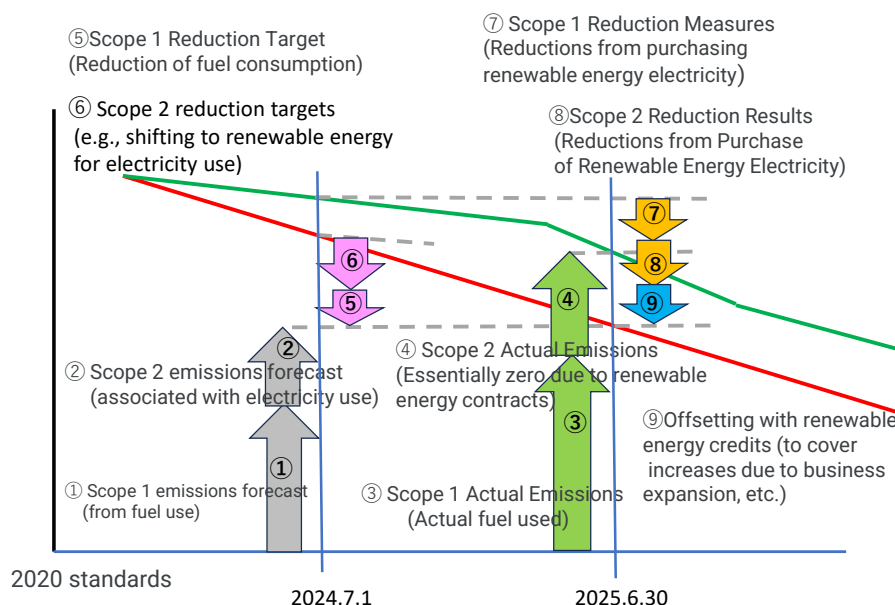 ⑤Scope 1 Reduction Target
(Reduction of fuel consumption)
⑥ Scope 2 reduction targets
(e.g., shifting to renewable energy
for electricity use)
⑦ Scope 1 Reduction Measures
(Reductions from purchasing
renewable energy electricity)
⑧Scope 2 Reduction Results
(Reductions from Purchase
of Renewable Energy Electricity)
⑦
⑥
⑧
⑤
④
⑨
②
② Scope 2 emissions forecast
(associated with electricity use)
④ Scope 2 Actual Emissions
(Essentially zero due to renewable
energy contracts)
③
①
⑨Offsetting with renewable
energy credits (to cover
increases due to business
expansion, etc.)
① Scope 1 emissions forecast
(from fuel use)
③ Scope 1 Actual Emissions
(Actual fuel used)
2020 standards
2024.7.1
2025.6.30